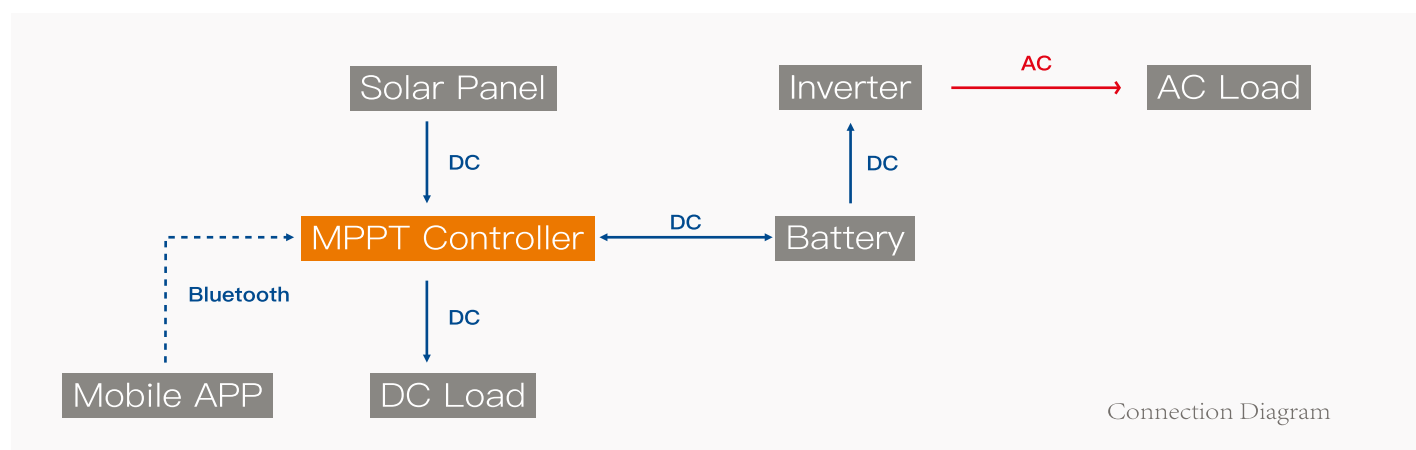 Solar Panel
Inverter
AC
AC Load
DC
DC
MPPT Controller
DC
Battery
Bluetooth
DC
Mobile APP
DC Load
Connection Diagram